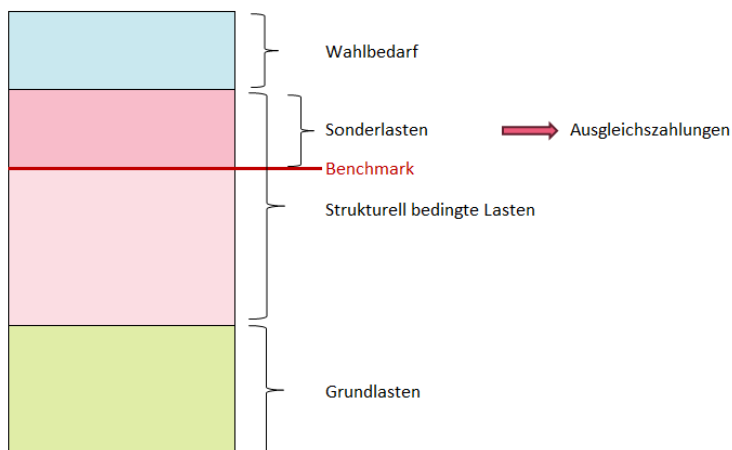 Wahlbedarf
Sonderlasten
Ausgleichszahlungen
Benchmark
Strukturell bedingte Lasten
Grundlasten